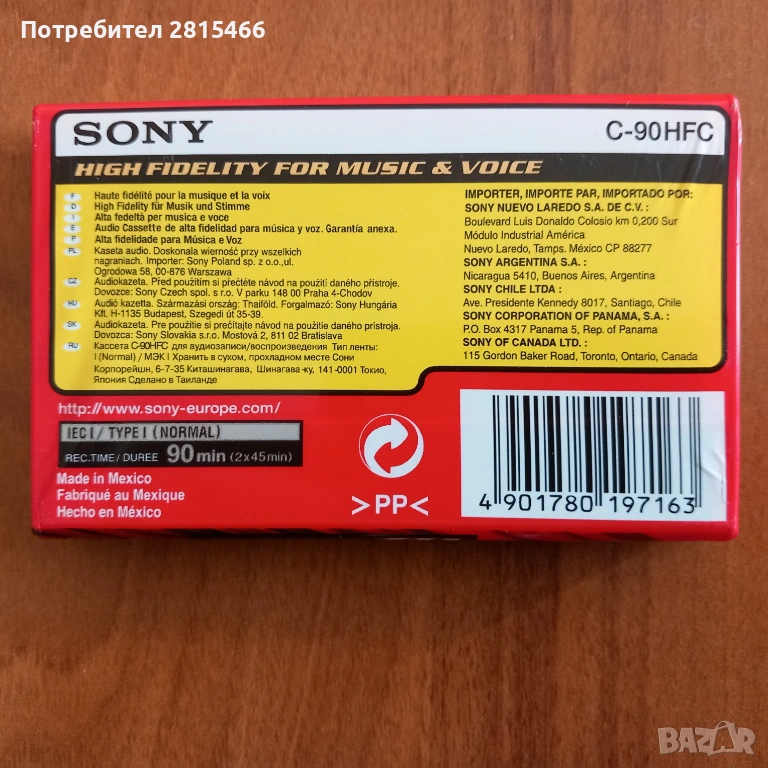 Потребител 2815466
SONY
C-90HFC
HIGH FIDELITY FOR MUSIC & VOICE
F Haute fidélité pour la musique et la voix
D High Fidelity für Musik und Stimme
I Alta fedeltà per musica e voce
E Audio Cassette de alta fidelidad para música y voz. Garantía anexa.
P Alta fidelidade para Música e Voz
PL Kaseta audio. Doskonala wierność przy wszelkich
nagraniach. Importer: Sony Poland sp. z o.o.,ul.
Ogrodowa 58, 00-876 Warszawa
CZ Audiokazeta. Před použitím si přečtěte návod na použití daného přístroje.
Dovozce: Sony Czech spol. s r.o. V parku 148 00 Praha 4-Chodov
HU Audió kazetta. Származási ország: Thaiföld. Forgalmazó: Sony Hungária
Kft. H-1135 Budapest, Szegedi út 35-39.
SK Audiokazeta. Pre použitie si prečítajte návod na použitie daného prístroja.
Dovozce: Sony Slovakia s.r.o. Mostová 2, 811 02 Bratislava
RU Кассета C-90HFC для аудиозаписи/воспроизведения Тип ленты:
I (Normal) / МЭК I Хранить в сухом, прохладном месте Сони
Корпорейшн, 6-7-35 Киташинагава, Шинагава-ку, 141-0001 Токио,
Япония Сделано в Таиланде
IMPORTER, IMPORTE PAR, IMPORTADO POR:
SONY NUEVO LAREDO S.A. DE C.V. :
Boulevard Luis Donaldo Colosio km 0,200 Sur
Módulo Industrial América
Nuevo Laredo, Tamps. México CP 88277
SONY ARGENTINA S.A. :
Nicaragua 5410, Buenos Aires, Argentina
SONY CHILE LTDA :
Ave. Presidente Kennedy 8017, Santiago, Chile
SONY CORPORATION OF PANAMA, S.A. :
P.O. Box 4317 Panama 5, Rep. of Panama
SONY OF CANADA LTD. :
115 Gordon Baker Road, Toronto, Ontario, Canada
http://www.sony-europe.com/
IEC I / TYPE I (NORMAL)
REC.TIME/DUREE 90 min (2x45min)
Made in Mexico
Fabriqué au Mexique
Hecho en México
>PP<
4 901780 197163
BAZAR